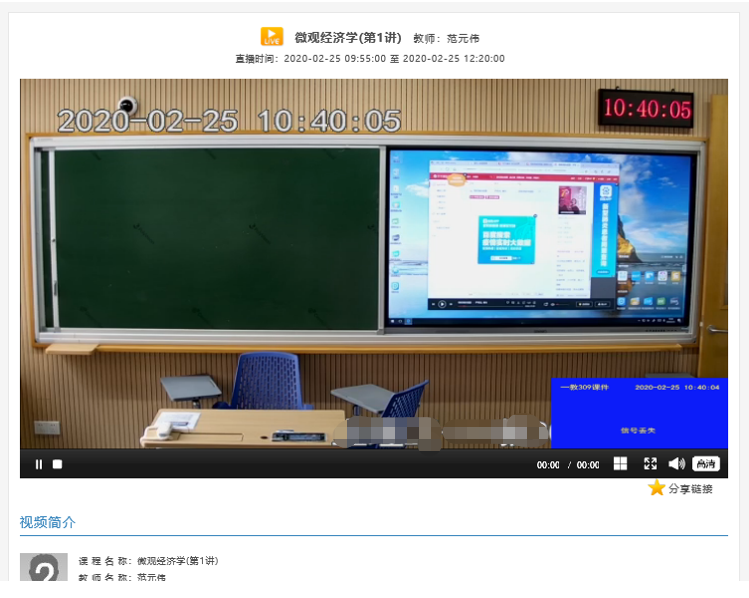 LIVE
微观经济学(第1讲) 教师：范元伟
直播时间：2020-02-25 09:55:00 至 2020-02-25 12:20:00
2020-02-25 10:40:05
10:40:05
一教309课件 2020-02-25 10:40:04
信号丢失
00:00 / 00:00
高清
分享链接
视频简介
课 程 名 称：微观经济学(第1讲)
教 师 名 称：范元伟